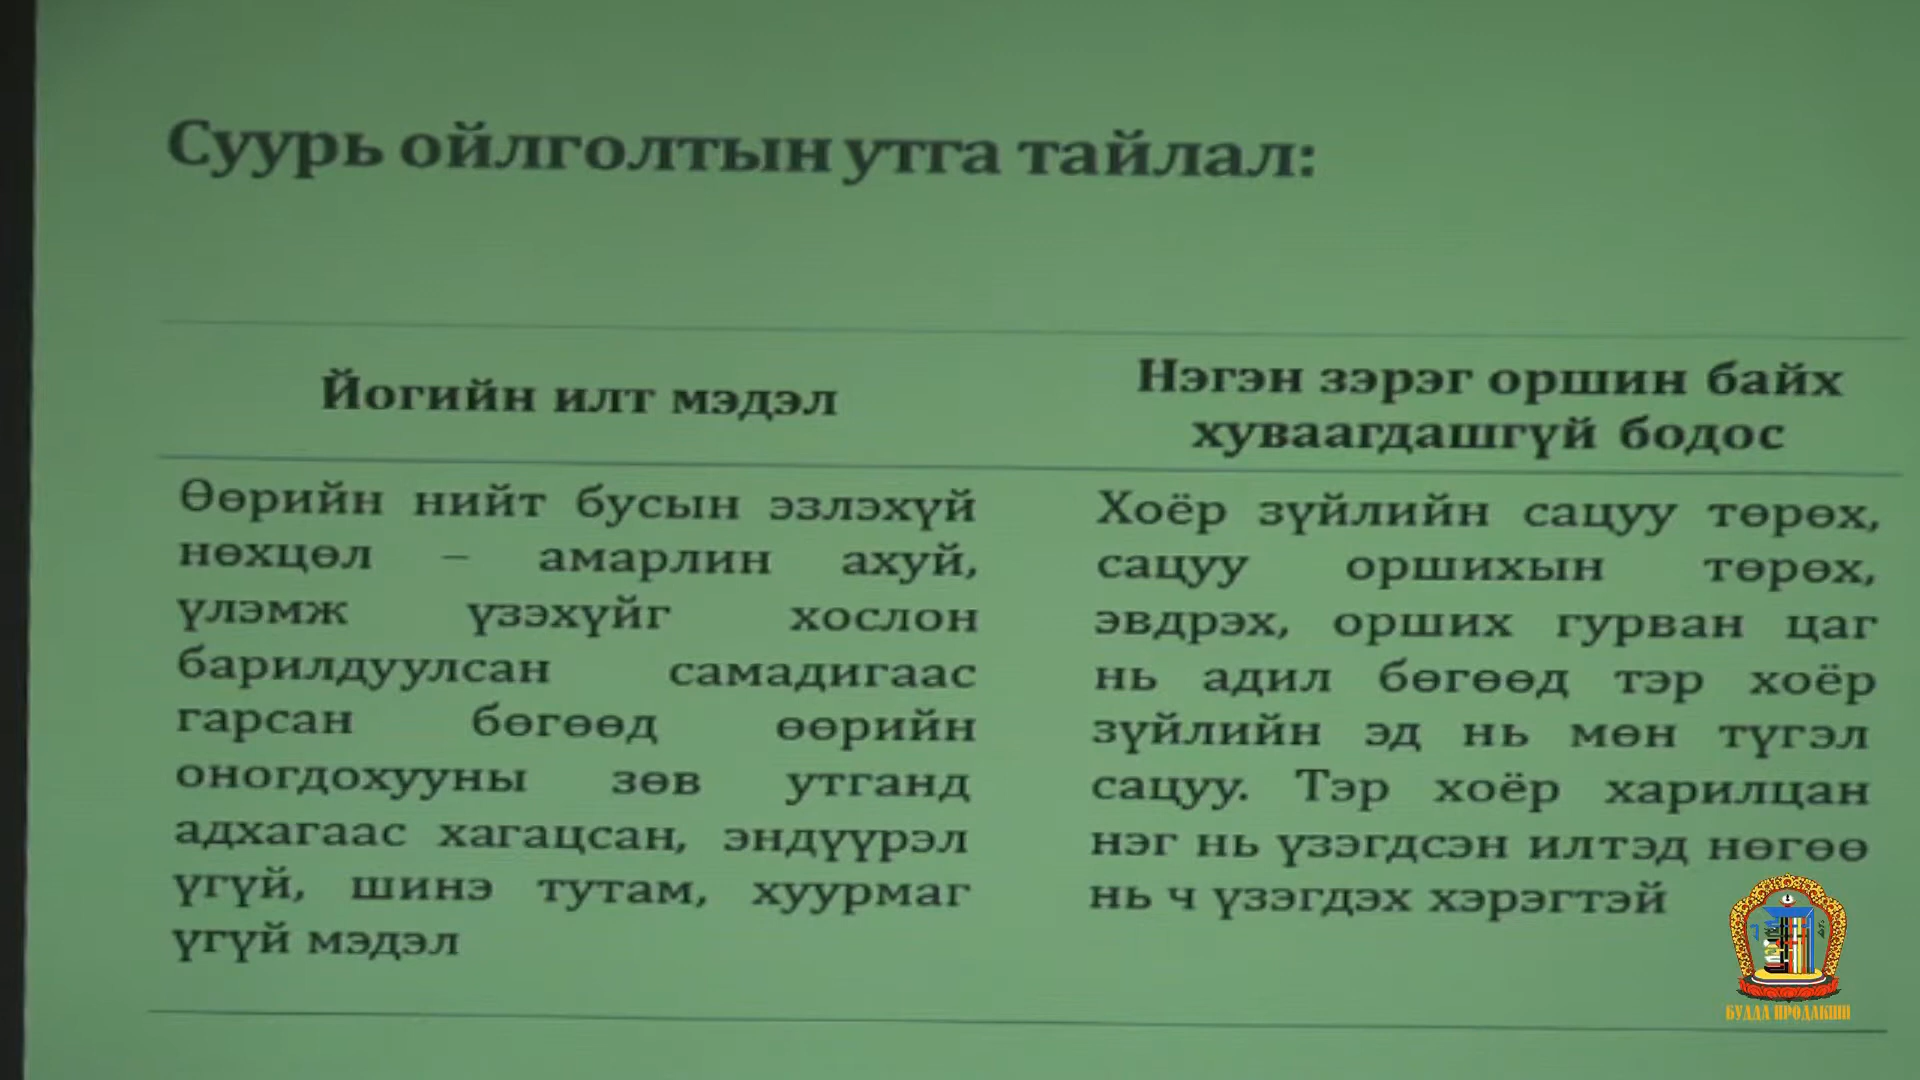 Суурь ойлголтын утга тайлал:
Йогийн илт мэдэл
Өөрийн нийт бусын эзлэхүй
нөхцөл – амарлин ахуй,
үлэмж үзэхүйг хослон
барилдуулсан самадигаас
гарсан бөгөөд өөрийн
оногдохууны зөв утганд
адхагаас хагацсан, эндүүрэл
үгүй, шинэ тутам, хуурмаг
үгүй мэдэл
Нэгэн зэрэг оршин байх
хуваагдашгүй бодос
Хоёр зүйлийн сацуу төрөх,
сацуу оршихын төрөх,
эвдрэх, орших гурван цаг
нь адил бөгөөд тэр хоёр
зүйлийн эд нь мөн түгэл
сацуу. Тэр хоёр харилцан
нэг нь үзэгдсэн илтэд нөгөө
нь ч үзэгдэх хэрэгтэй
БУДДА ПРОДАКШН